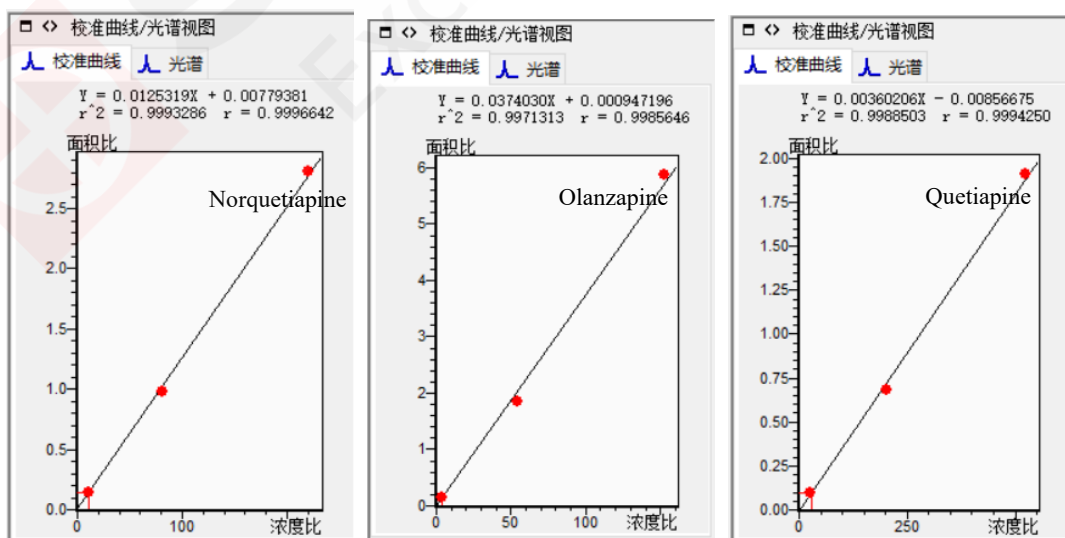 校准曲线/光谱视图
校准曲线 光谱
Y = 0.0125319X + 0.00779381
r^2 = 0.9993286 r = 0.9996642
面积比
Norquetiapine
2.5
2.0
1.5
1.0
0.5
0.0
0 100 浓度比
校准曲线/光谱视图
校准曲线 光谱
Y = 0.0374030X + 0.000947196
r^2 = 0.9971313 r = 0.9985646
面积比
6
Olanzapine
5
4
3
2
1
0
0 50 100 浓度比
校准曲线/光谱视图
校准曲线 光谱
Y = 0.00360206X - 0.00856675
r^2 = 0.9988503 r = 0.9994250
面积比
2.00
Quetiapine
1.75
1.50
1.25
1.00
0.75
0.50
0.25
0.00
0 250 浓度比
EXC